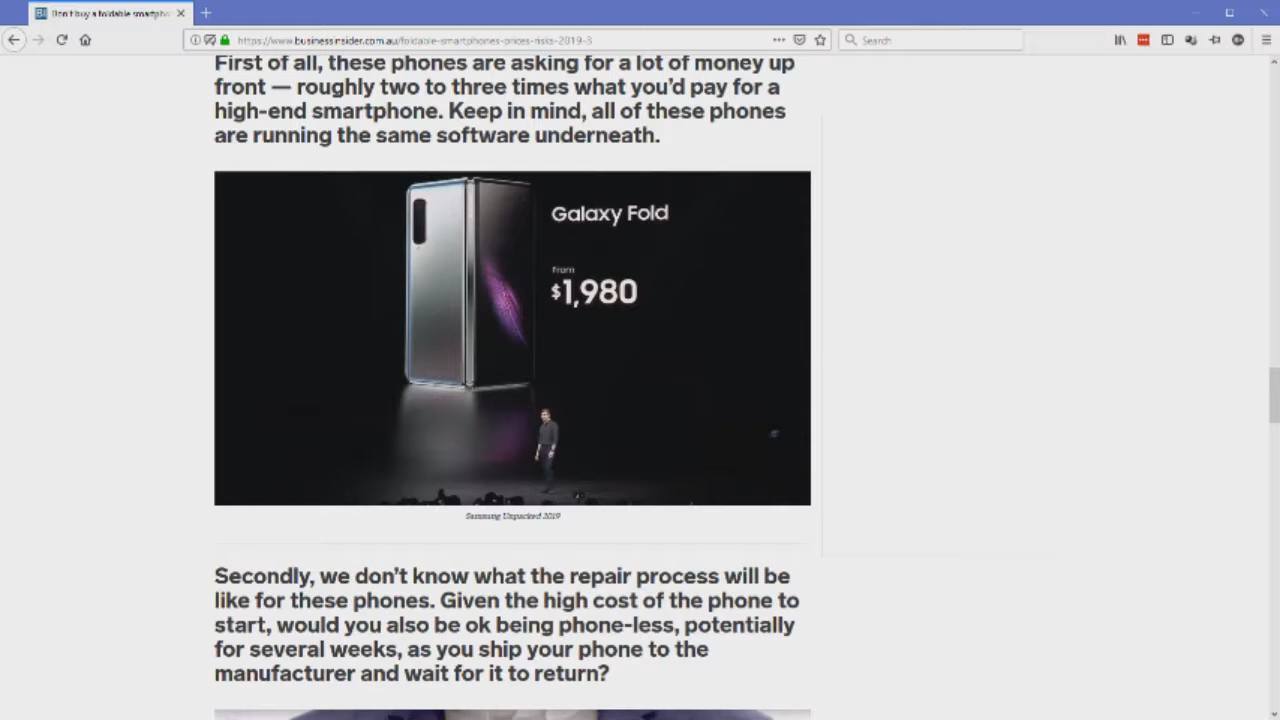 Don't buy a foldable smartpho
https://www.businessinsider.com.au/foldable-smartphones-prices-risks-2019-3
Search
First of all, these phones are asking for a lot of money up
front — roughly two to three times what you'd pay for a
high-end smartphone. Keep in mind, all of these phones
are running the same software underneath.
Galaxy Fold
From
$1,980
Samsung Unpacked 2019
Secondly, we don't know what the repair process will be
like for these phones. Given the high cost of the phone to
start, would you also be ok being phone-less, potentially
for several weeks, as you ship your phone to the
manufacturer and wait for it to return?